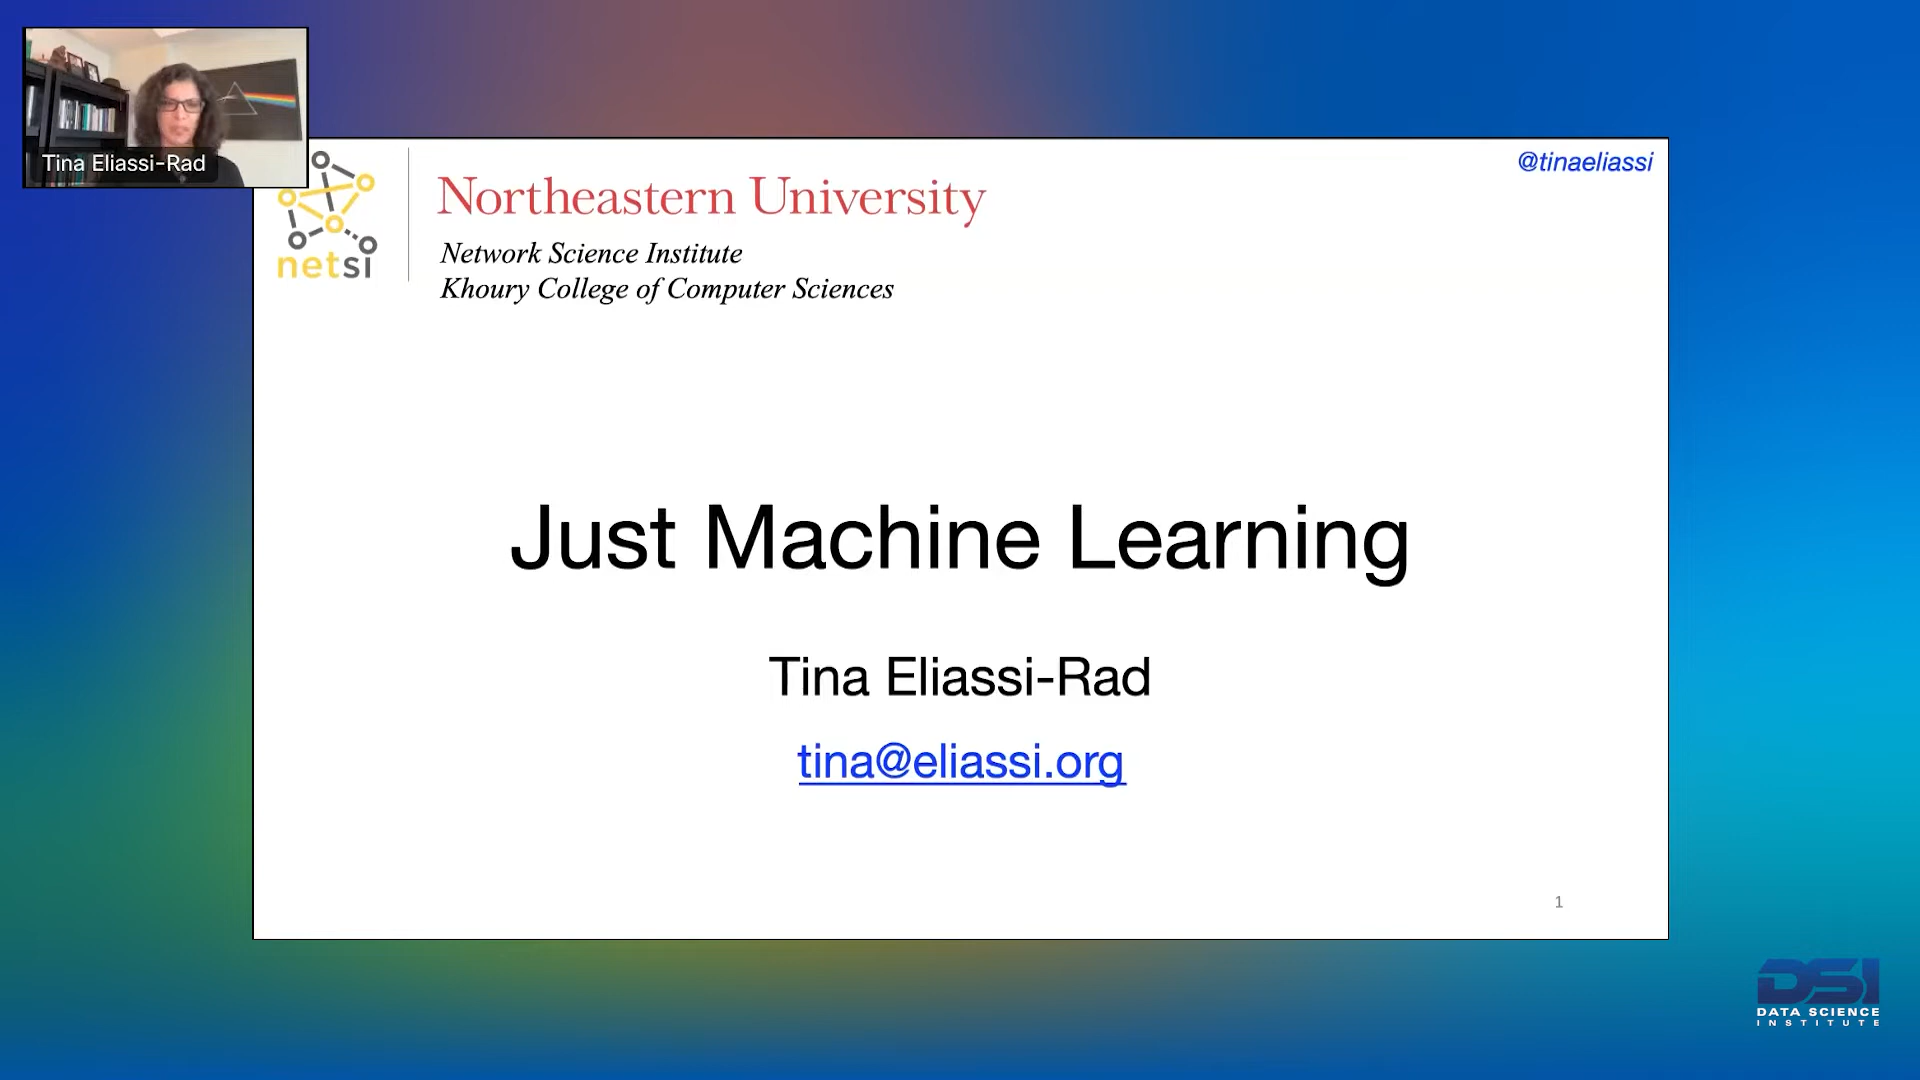 Tina Eliassi-Rad
netsi
Northeastern University
Network Science Institute
Khoury College of Computer Sciences
@tinaeliassi
Just Machine Learning
Tina Eliassi-Rad
tina@eliassi.org
1
DSI
DATA SCIENCE
INSTITUTE